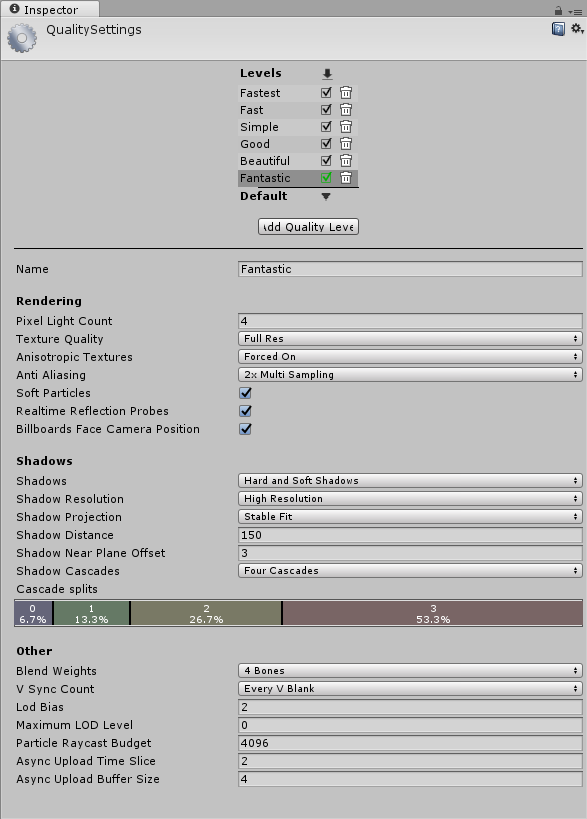 Inspector
QualitySettings
Levels
Fastest
Fast
Simple
Good
Beautiful
Fantastic
Default
Add Quality Leve
Name Fantastic
Rendering
Pixel Light Count 4
Texture Quality Full Res
Anisotropic Textures Forced On
Anti Aliasing 2x Multi Sampling
Soft Particles
Realtime Reflection Probes
Billboards Face Camera Position
Shadows
Shadows Hard and Soft Shadows
Shadow Resolution High Resolution
Shadow Projection Stable Fit
Shadow Distance 150
Shadow Near Plane Offset 3
Shadow Cascades Four Cascades
Cascade splits
0 1 2 3
6.7% 13.3% 26.7% 53.3%
Other
Blend Weights 4 Bones
V Sync Count Every V Blank
Lod Bias 2
Maximum LOD Level 0
Particle Raycast Budget 4096
Async Upload Time Slice 2
Async Upload Buffer Size 4